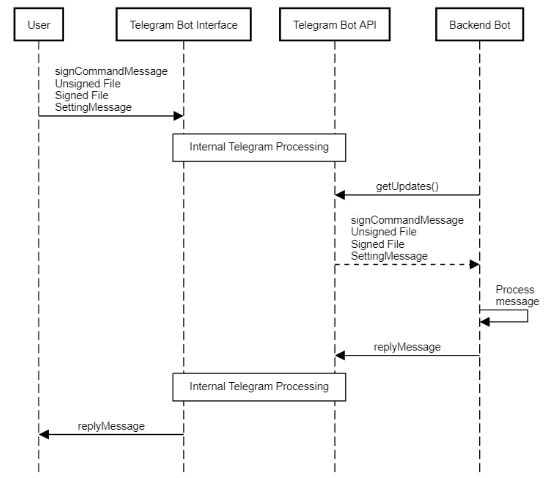 User
Telegram Bot Interface
Telegram Bot API
Backend Bot
signCommandMessage
Unsigned File
Signed File
SettingMessage
Internal Telegram Processing
getUpdates()
signCommandMessage
Unsigned File
Signed File
SettingMessage
Process
message
replyMessage
Internal Telegram Processing
replyMessage